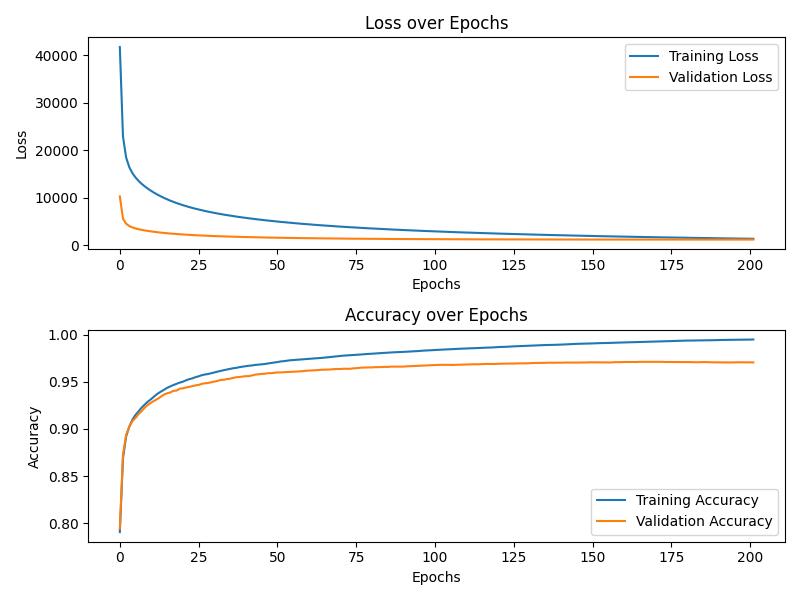 Loss over Epochs
40000
30000
20000
10000
0
Loss
Training Loss
Validation Loss
0 25 50 75 100 125 150 175 200
Epochs
Accuracy over Epochs
1.00
0.95
0.90
0.85
0.80
Accuracy
Training Accuracy
Validation Accuracy
0 25 50 75 100 125 150 175 200
Epochs